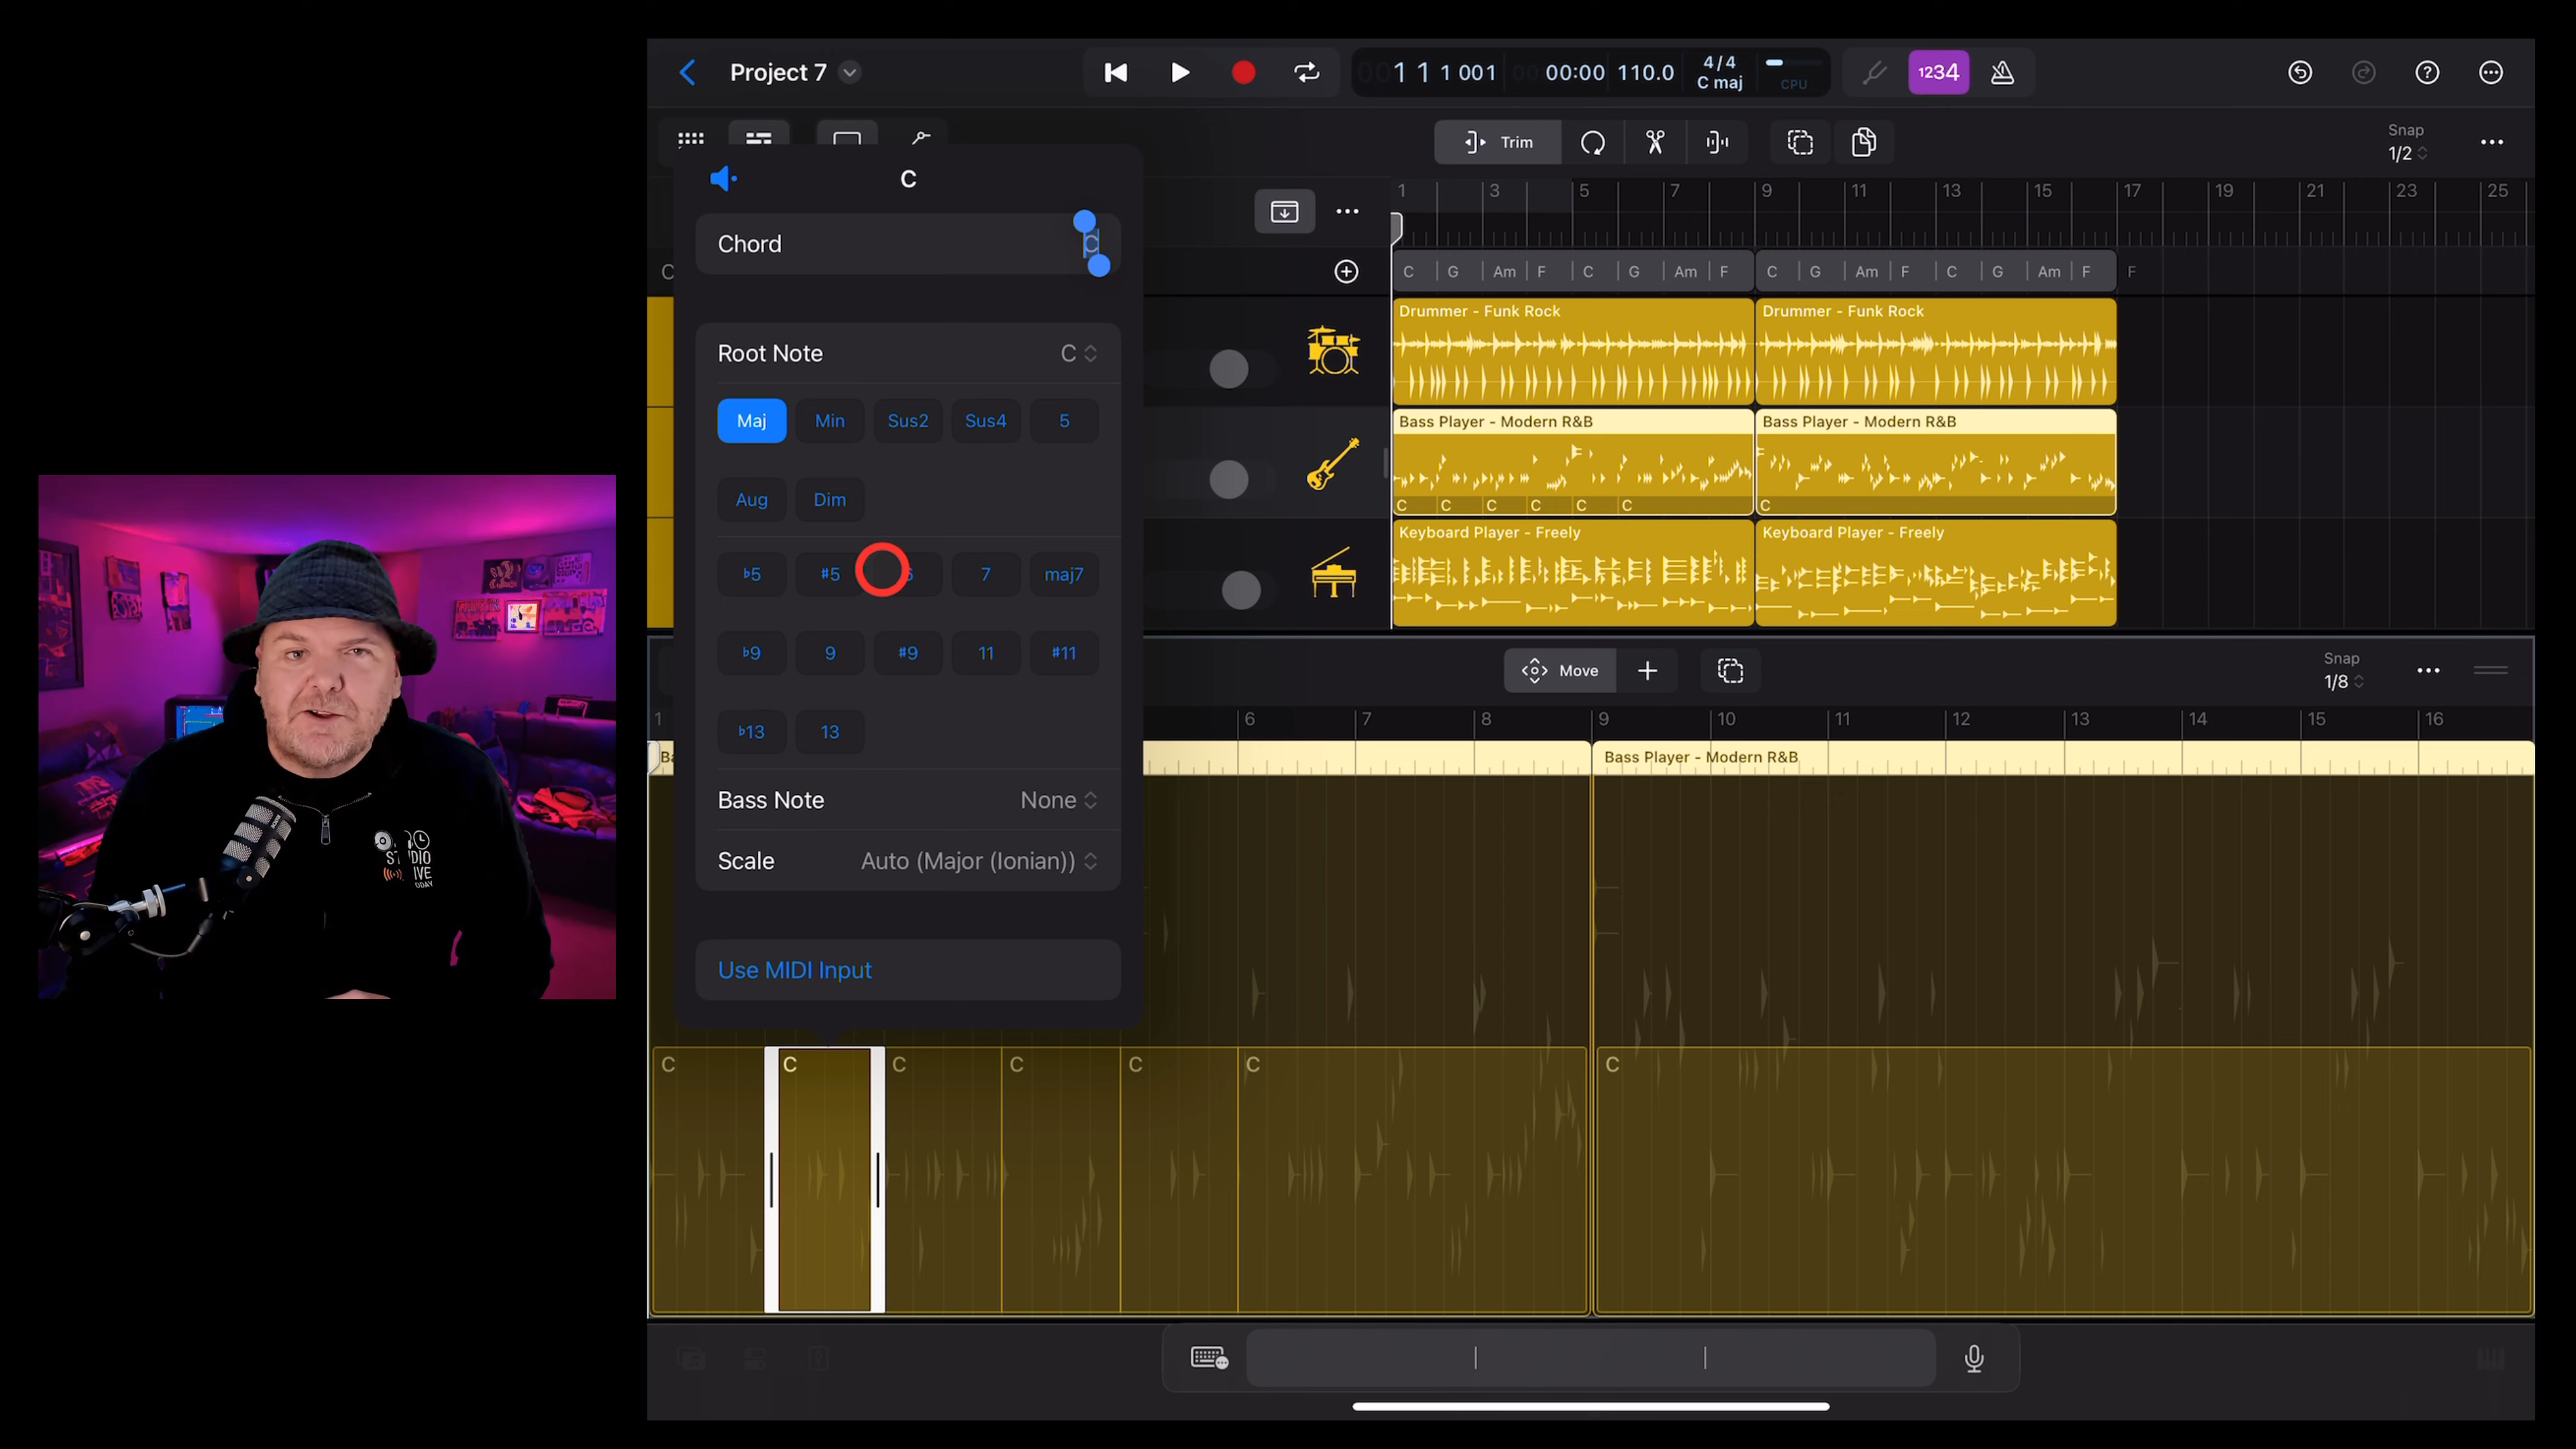 Project 7
1 1 1 001
00:00
110.0
4/4
C maj
CPU
1234
Trim
Snap
1/2
C
Chord
C
Root Note
C
Maj
Min
Sus2
Sus4
5
Aug
Dim
♭5
♯5
6
7
maj7
♭9
9
♯9
11
♯11
♭13
13
Bass Note
None
Scale
Auto (Major (Ionian))
Use MIDI Input
1 3 5 7 9 11 13 15 17 19 21 23 25
C G Am F C G Am F C G Am F C G Am F F
Drummer - Funk Rock
Drummer - Funk Rock
Bass Player - Modern R&B
Bass Player - Modern R&B
C C C C C C C
Keyboard Player - Freely
Keyboard Player - Freely
Move
Snap
1/8
1 6 7 8 9 10 11 12 13 14 15 16
Ba
Bass Player - Modern R&B
C C C C C C C